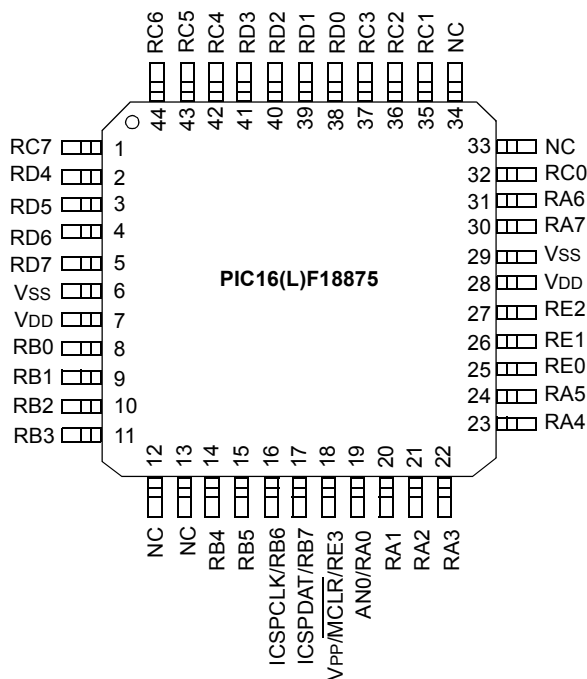 RC6
RC5
RC4
RD3
RD2
RD1
RD0
RC3
RC2
RC1
NC
44
43
42
41
40
39
38
37
36
35
34
RC7 1
RD4 2
RD5 3
RD6 4
RD7 5
VSS 6
VDD 7
RB0 8
RB1 9
RB2 10
RB3 11
PIC16(L)F18875
33 NC
32 RC0
31 RA6
30 RA7
29 VSS
28 VDD
27 RE2
26 RE1
25 RE0
24 RA5
23 RA4
12
13
14
15
16
17
18
19
20
21
22
NC
NC
RB4
RB5
ICSPCLK/RB6
ICSPDAT/RB7
VPP/MCLR/RE3
AN0/RA0
RA1
RA2
RA3